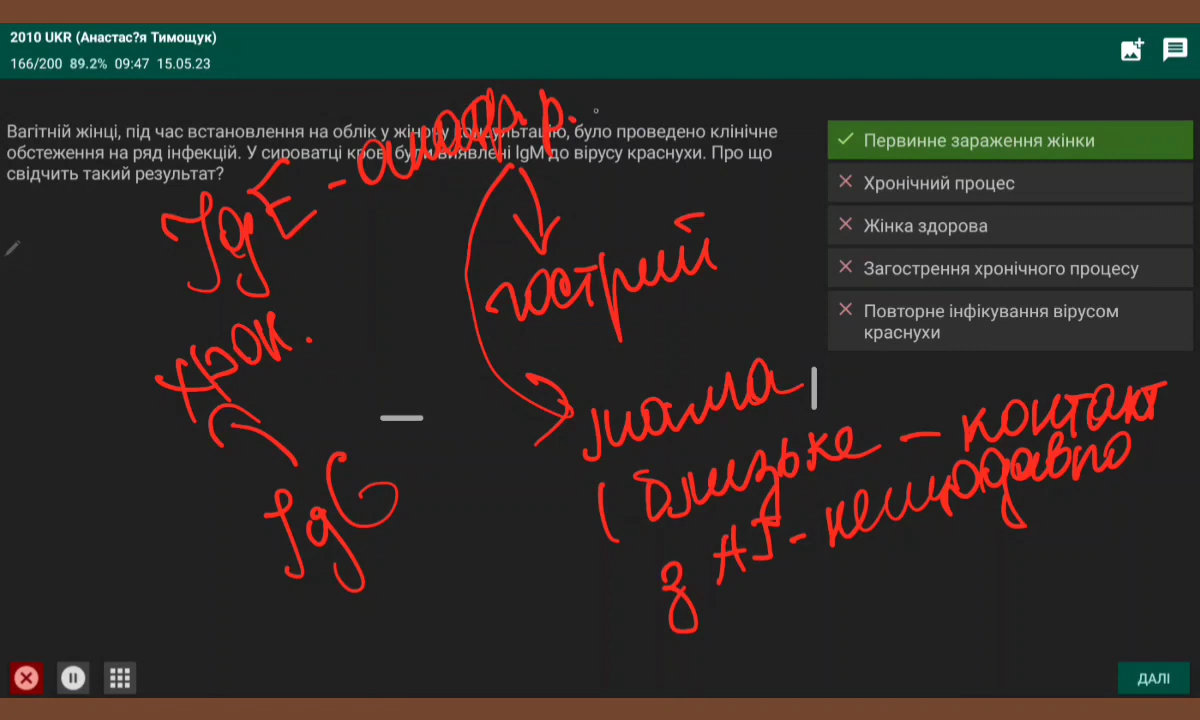 2010 UKR (Анастас?я Тимощук)
166/200 89.2% 09:47 15.05.23
Вагітній жінці, під час встановлення на облік у жіночу консультацію, було проведено клінічне
обстеження на ряд інфекцій. У сироватці крові були виявлені IgM до вірусу краснухи. Про що
свідчить такий результат?
Первинне зараження жінки
Хронічний процес
Жінка здорова
Загострення хронічного процесу
Повторне інфікування вірусом
краснухи
IgE - р.
гострий
хрон.
IgG
мама
(близьке - контакт
з АГ - нещодавно
ДАЛІ